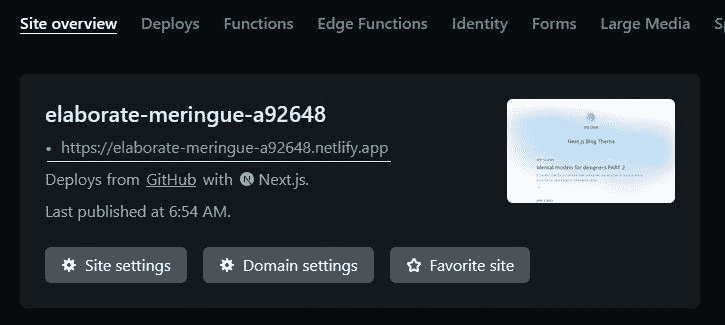 Site overview Deploys Functions Edge Functions Identity Forms Large Media
elaborate-meringue-a92648
• https://elaborate-meringue-a92648.netlify.app
Deploys from GitHub with N Next.js.
Last published at 6:54 AM.
Site settings Domain settings Favorite site
Next.js Blog Theme
Mental models for designers PART 2